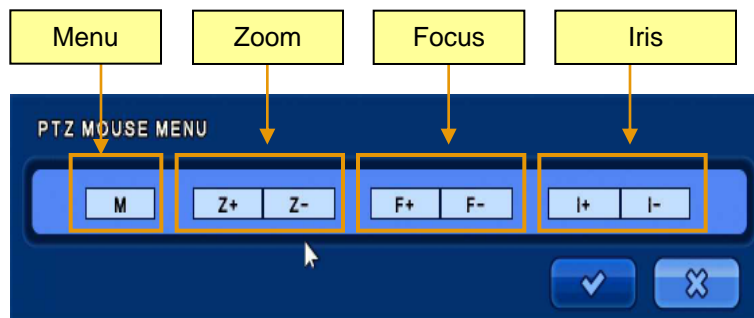 Menu Zoom Focus Iris
PTZ MOUSE MENU
M Z+ Z- F+ F- I+ I-